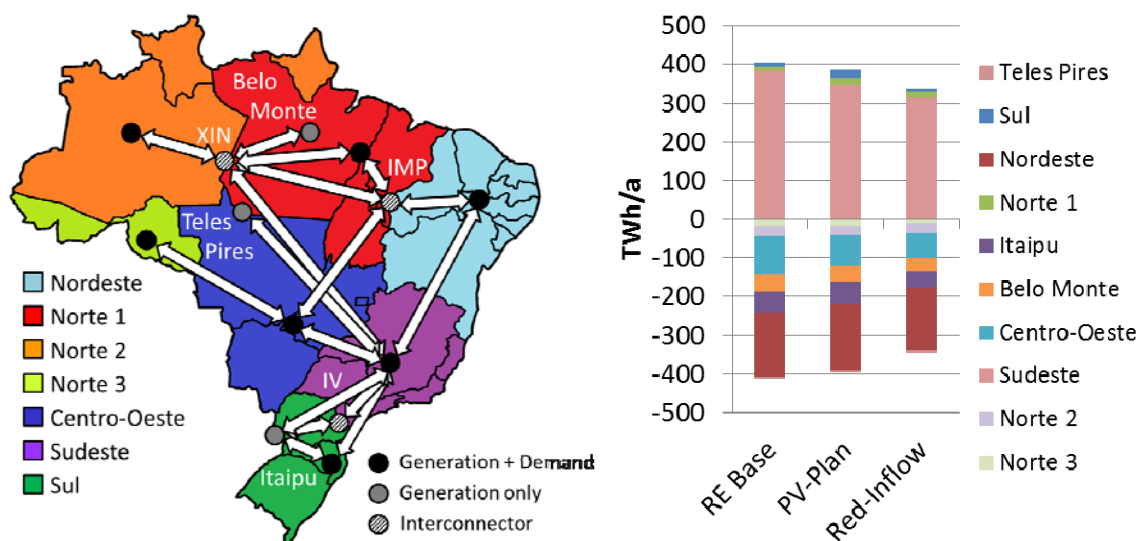 Belo
Monte
XIN
IMP
Teles
Pires
IV
Itaipu
Nordeste
Norte 1
Norte 2
Norte 3
Centro-Oeste
Sudeste
Sul
Generation + Demand
Generation only
Interconnector
TWh/a
500
400
300
200
100
0
-100
-200
-300
-400
-500
RE Base
PV-Plan
Red-Inflow
Teles Pires
Sul
Nordeste
Norte 1
Itaipu
Belo Monte
Centro-Oeste
Sudeste
Norte 2
Norte 3